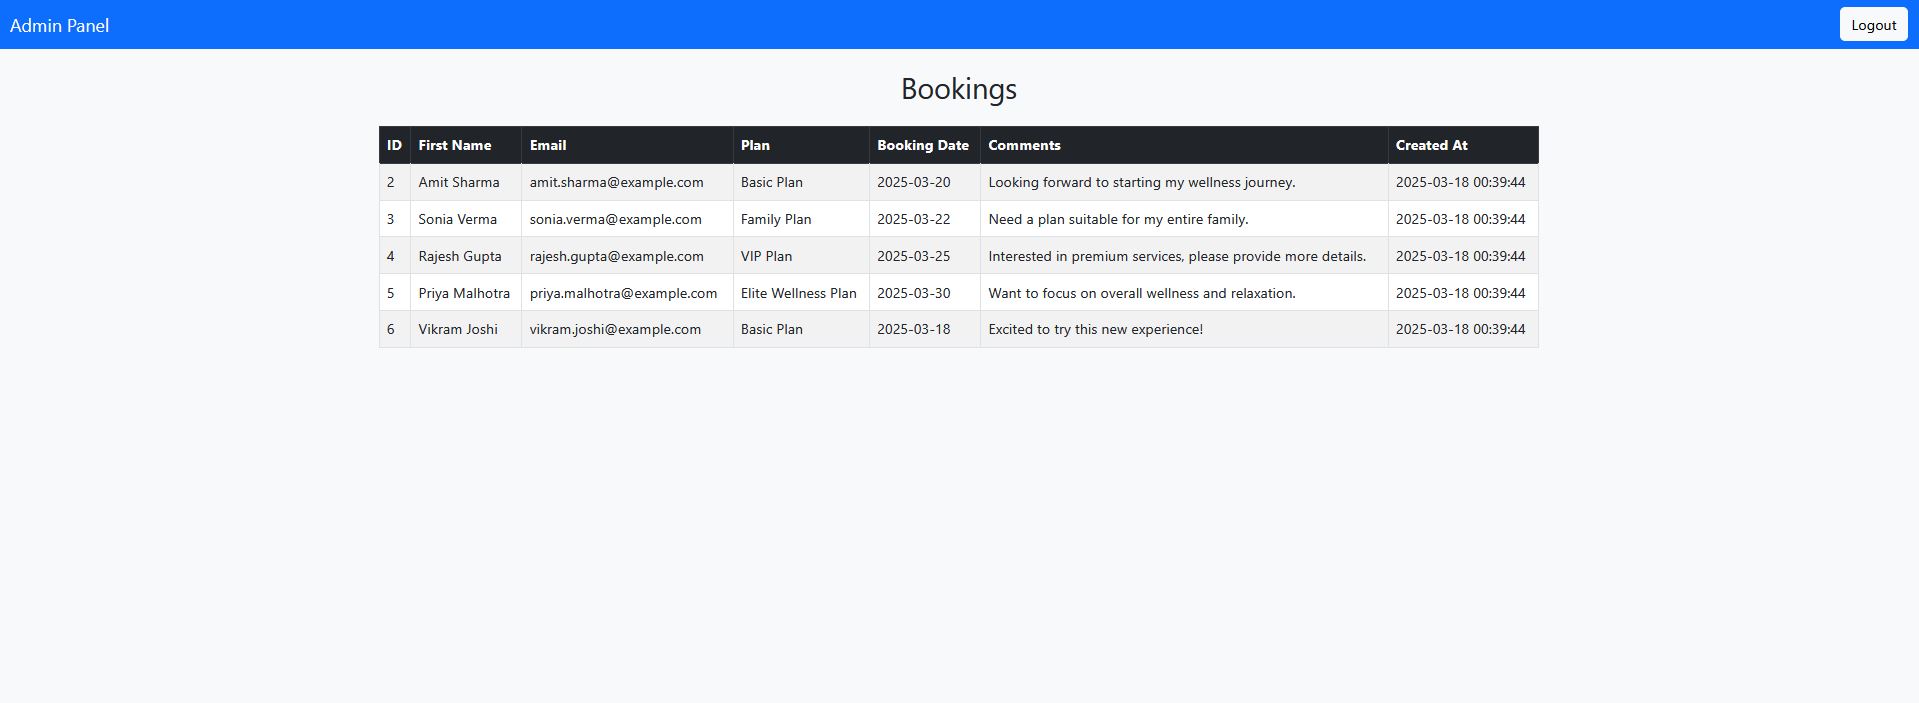 Admin Panel
Logout
Bookings
ID First Name Email Plan Booking Date Comments Created At
2 Amit Sharma amit.sharma@example.com Basic Plan 2025-03-20 Looking forward to starting my wellness journey. 2025-03-18 00:39:44
3 Sonia Verma sonia.verma@example.com Family Plan 2025-03-22 Need a plan suitable for my entire family. 2025-03-18 00:39:44
4 Rajesh Gupta rajesh.gupta@example.com VIP Plan 2025-03-25 Interested in premium services, please provide more details. 2025-03-18 00:39:44
5 Priya Malhotra priya.malhotra@example.com Elite Wellness Plan 2025-03-30 Want to focus on overall wellness and relaxation. 2025-03-18 00:39:44
6 Vikram Joshi vikram.joshi@example.com Basic Plan 2025-03-18 Excited to try this new experience! 2025-03-18 00:39:44